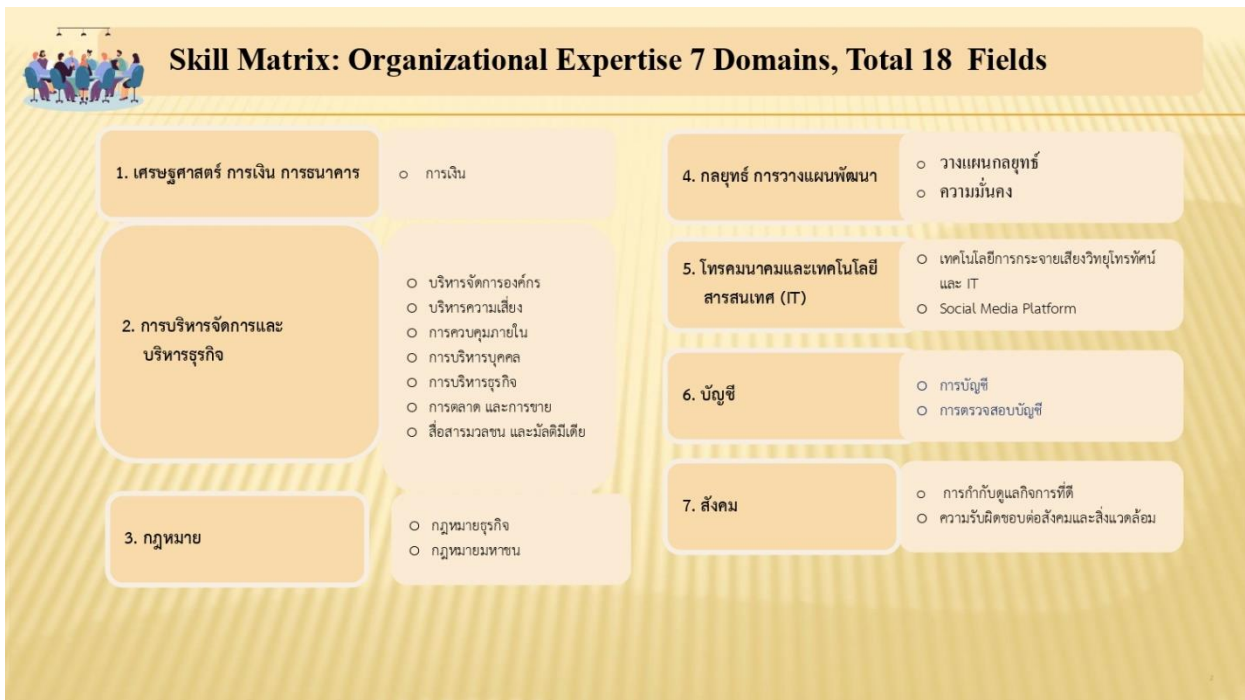 Skill Matrix: Organizational Expertise 7 Domains, Total 18 Fields
1. เศรษฐศาสตร์ การเงิน การธนาคาร
○ การเงิน
2. การบริหารจัดการและ
บริหารธุรกิจ
○ บริหารจัดการองค์กร
○ บริหารความเสี่ยง
○ การควบคุมภายใน
○ การบริหารบุคคล
○ การบริหารธุรกิจ
○ การตลาด และการขาย
○ สื่อสารมวลชน และมัลติมีเดีย
3. กฎหมาย
○ กฎหมายธุรกิจ
○ กฎหมายมหาชน
4. กลยุทธ์ การวางแผนพัฒนา
○ วางแผนกลยุทธ์
○ ความมั่นคง
5. โทรคมนาคมและเทคโนโลยี
สารสนเทศ (IT)
○ เทคโนโลยีการกระจายเสียงวิทยุโทรทัศน์
และ IT
○ Social Media Platform
6. บัญชี
○ การบัญชี
○ การตรวจสอบบัญชี
7. สังคม
○ การกำกับดูแลกิจการที่ดี
○ ความรับผิดชอบต่อสังคมและสิ่งแวดล้อม